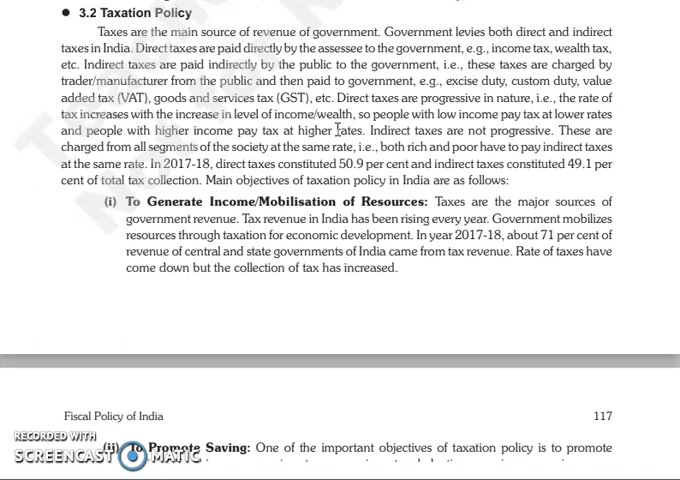 ● 3.2 Taxation Policy
Taxes are the main source of revenue of government. Government levies both direct and indirect
taxes in India. Direct taxes are paid directly by the assessee to the government, e.g., income tax, wealth tax,
etc. Indirect taxes are paid indirectly by the public to the government, i.e., these taxes are charged by
trader/manufacturer from the public and then paid to government, e.g., excise duty, custom duty, value
added tax (VAT), goods and services tax (GST), etc. Direct taxes are progressive in nature, i.e., the rate of
tax increases with the increase in level of income/wealth, so people with low income pay tax at lower rates
and people with higher income pay tax at higher rates. Indirect taxes are not progressive. These are
charged from all segments of the society at the same rate, i.e., both rich and poor have to pay indirect taxes
at the same rate. In 2017-18, direct taxes constituted 50.9 per cent and indirect taxes constituted 49.1 per
cent of total tax collection. Main objectives of taxation policy in India are as follows:
(i) To Generate Income/Mobilisation of Resources: Taxes are the major sources of
government revenue. Tax revenue in India has been rising every year. Government mobilizes
resources through taxation for economic development. In year 2017-18, about 71 per cent of
revenue of central and state governments of India came from tax revenue. Rate of taxes have
come down but the collection of tax has increased.
Fiscal Policy of India 117
RECORDED WITH
(ii) To Promote Saving: One of the important objectives of taxation policy is to promote
SCREENCAST MATIC